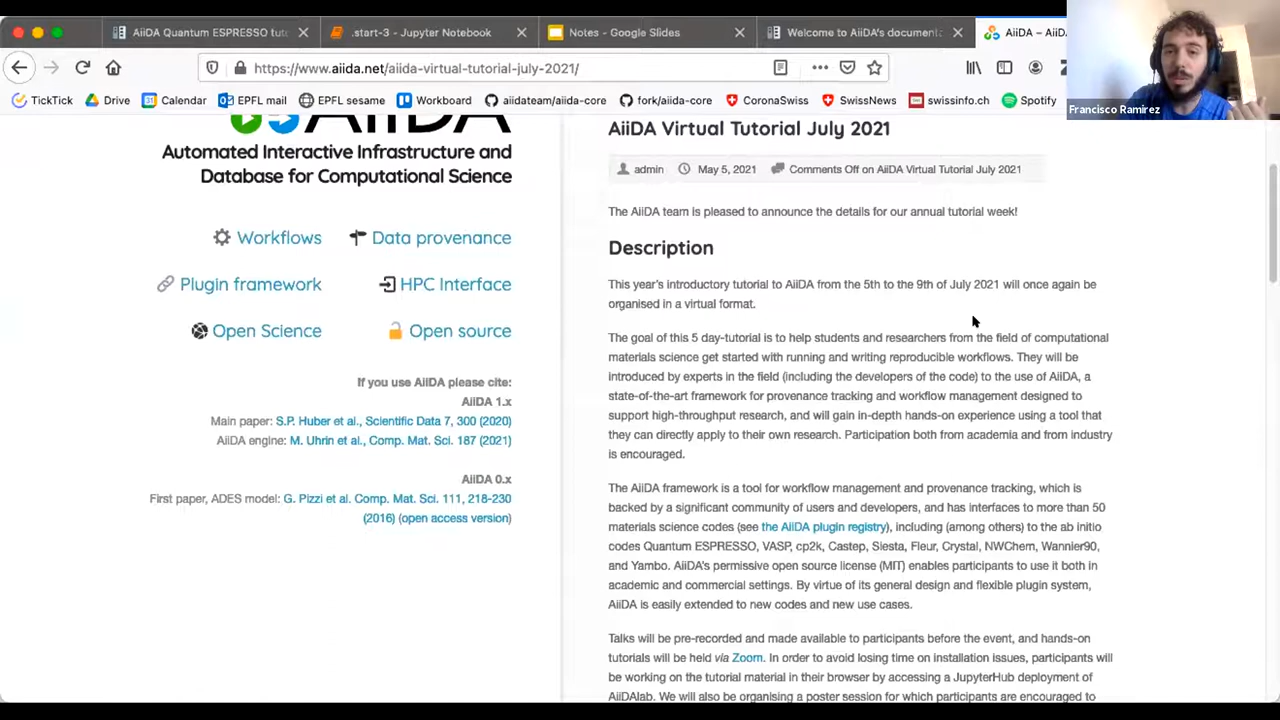 AiiDA Quantum ESPRESSO tut
.start-3 - Jupyter Notebook
Notes - Google Slides
Welcome to AiiDA's document
AiiDA – AiiDA
https://www.aiida.net/aiida-virtual-tutorial-july-2021/
TickTick
Drive
Calendar
EPFL mail
EPFL sesame
Workboard
aiidateam/aiida-core
fork/aiida-core
CoronaSwiss
SwissNews
swissinfo.ch
Spotify
Francisco Ramirez
AiiDA
Automated Interactive Infrastructure and
Database for Computational Science
Workflows
Data provenance
Plugin framework
HPC Interface
Open Science
Open source
If you use AiiDA please cite:
AiiDA 1.x
Main paper: S.P. Huber et al., Scientific Data 7, 300 (2020)
AiiDA engine: M. Uhrin et al., Comp. Mat. Sci. 187 (2021)
AiiDA 0.x
First paper, ADES model: G. Pizzi et al. Comp. Mat. Sci. 111, 218-230
(2016) (open access version)
AiiDA Virtual Tutorial July 2021
admin May 5, 2021 Comments Off on AiiDA Virtual Tutorial July 2021
The AiiDA team is pleased to announce the details for our annual tutorial week!
Description
This year's introductory tutorial to AiiDA from the 5th to the 9th of July 2021 will once again be
organised in a virtual format.
The goal of this 5 day-tutorial is to help students and researchers from the field of computational
materials science get started with running and writing reproducible workflows. They will be
introduced by experts in the field (including the developers of the code) to the use of AiiDA, a
state-of-the-art framework for provenance tracking and workflow management designed to
support high-throughput research, and will gain in-depth hands-on experience using a tool that
they can directly apply to their own research. Participation both from academia and from industry
is encouraged.
The AiiDA framework is a tool for workflow management and provenance tracking, which is
backed by a significant community of users and developers, and has interfaces to more than 50
materials science codes (see the AiiDA plugin registry), including (among others) to the ab initio
codes Quantum ESPRESSO, VASP, cp2k, Castep, Siesta, Fleur, Crystal, NWChem, Wannier90,
and Yambo. AiiDA's permissive open source license (MIT) enables participants to use it both in
academic and commercial settings. By virtue of its general design and flexible plugin system,
AiiDA is easily extended to new codes and new use cases.
Talks will be pre-recorded and made available to participants before the event, and hands-on
tutorials will be held via Zoom. In order to avoid losing time on installation issues, participants will
be working on the tutorial material in their browser by accessing a JupyterHub deployment of
AiiDAlab. We will also be organising a poster session for which participants are encouraged to